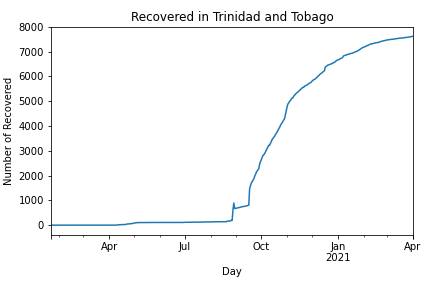 Recovered in Trinidad and Tobago
Number of Recovered
8000
7000
6000
5000
4000
3000
2000
1000
0
Apr
Jul
Oct
Jan
2021
Apr
Day